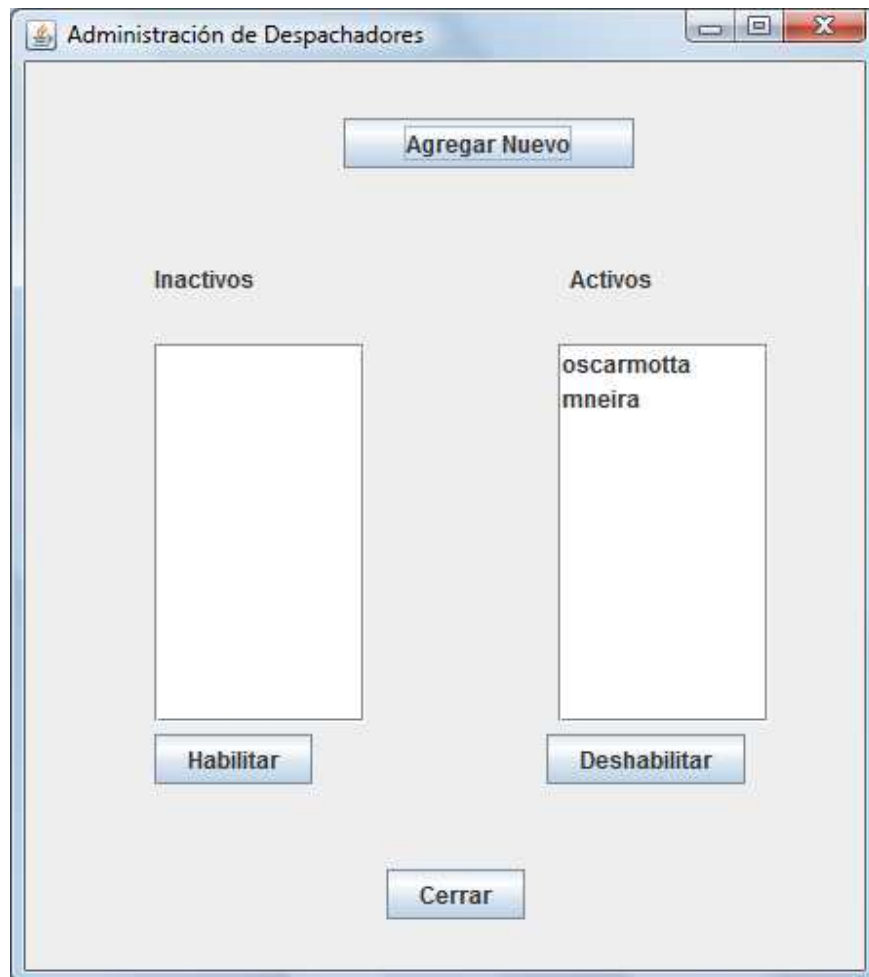 Administración de Despachadores
Agregar Nuevo
Inactivos
Activos
oscarmotta
mneira
Habilitar
Deshabilitar
Cerrar